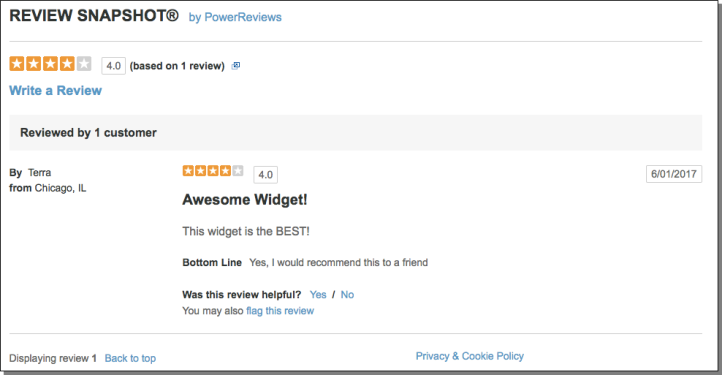 REVIEW SNAPSHOT® by PowerReviews
4.0 (based on 1 review)
Write a Review
Reviewed by 1 customer
By Terra
from Chicago, IL
4.0
6/01/2017
Awesome Widget!
This widget is the BEST!
Bottom Line Yes, I would recommend this to a friend
Was this review helpful? Yes / No
You may also flag this review
Displaying review 1 Back to top
Privacy & Cookie Policy